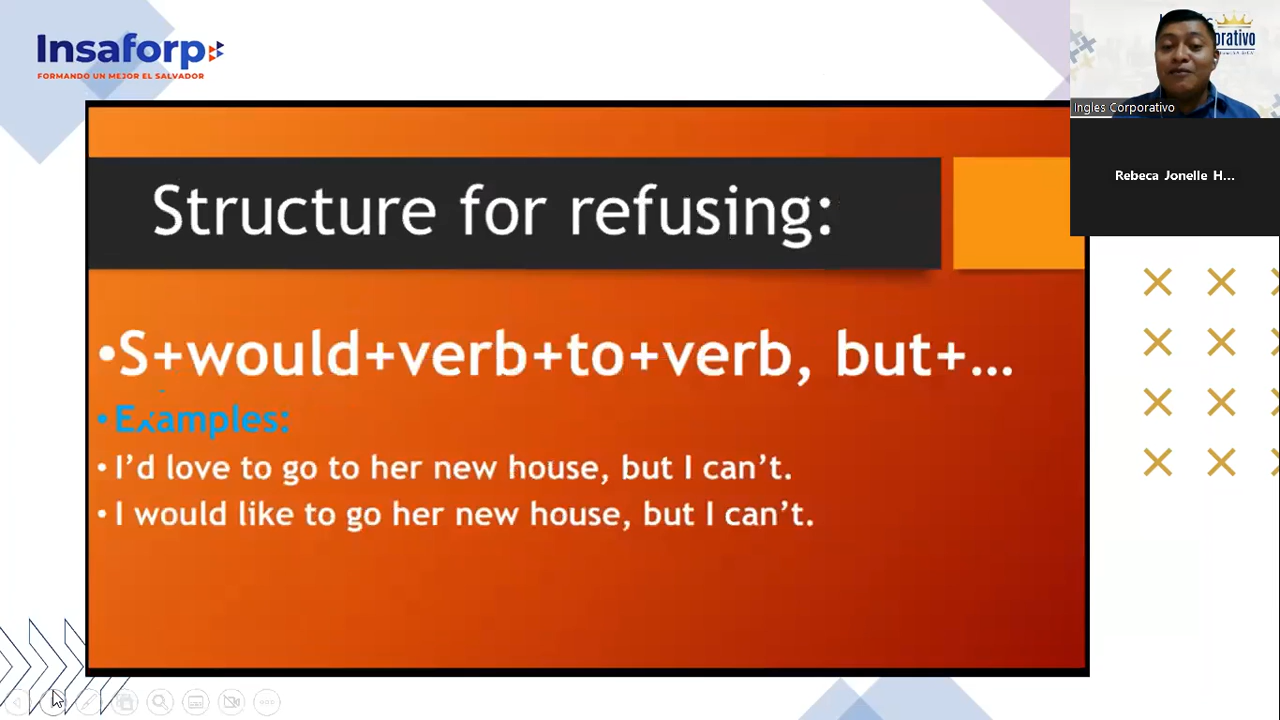 Insaforp
FORMANDO UN MEJOR EL SALVADOR
Structure for refusing:
•S+would+verb+to+verb, but+...
• Examples:
• I'd love to go to her new house, but I can't.
• I would like to go her new house, but I can't.
Ingles Corporativo
Rebeca Jonelle H...